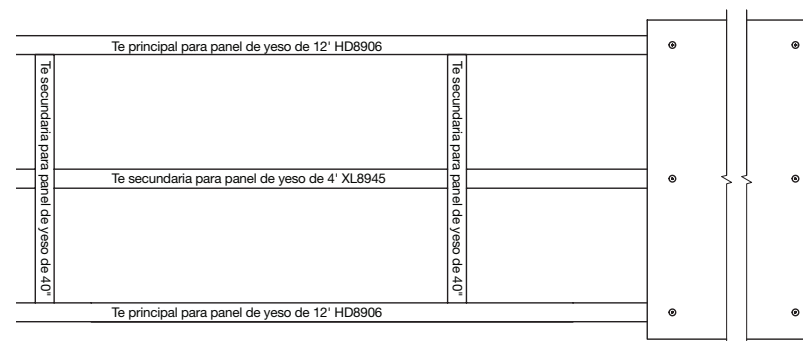 Te principal para panel de yeso de 12' HD8906
Te secundaria para panel de yeso de 40"
Te secundaria para panel de yeso de 40"
Te secundaria para panel de yeso de 4' XL8945
Te principal para panel de yeso de 12' HD8906